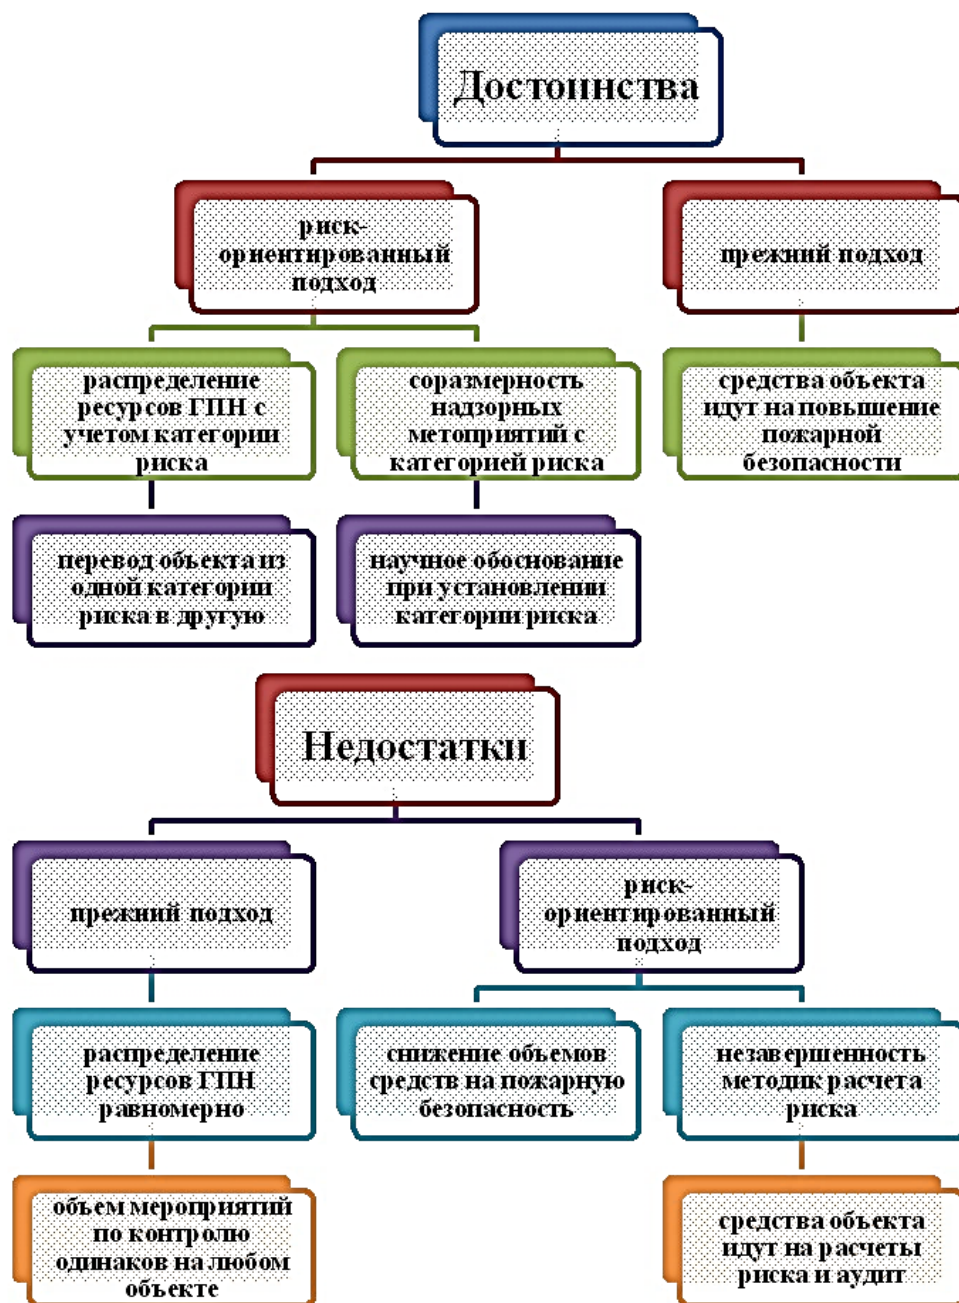 Достоинства
риск-
ориентированный
подход
прежний подход
распределение
ресурсов ГПН с
учетом категории
риска
соразмерность
надзорных
метоприятий с
категорией риска
средства объекта
идут на повышение
пожарной
безопасности
перевод объекта из
одной категории
риска в другую
научное обоснование
при установлении
категории риска
Недостатки
прежний подход
риск-
ориентированный
подход
распределение
ресурсов ГПН
равномерно
снижение объемов
средств на пожарную
безопасность
незавершенность
методик расчета
риска
объем мероприятий
по контролю
одинаков на любом
объекте
средства объекта
идут на расчеты
риска и аудит